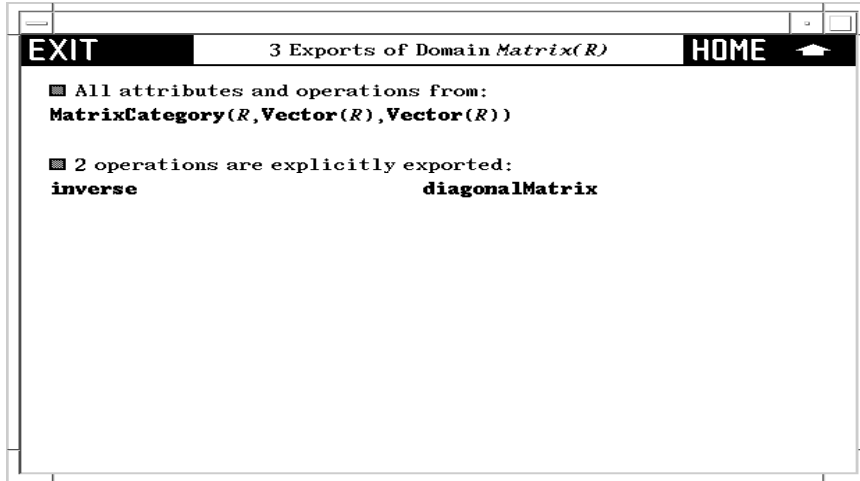 EXIT 3 Exports of Domain Matrix(R) HOME
All attributes and operations from:
MatrixCategory(R,Vector(R),Vector(R))
2 operations are explicitly exported:
inverse diagonalMatrix